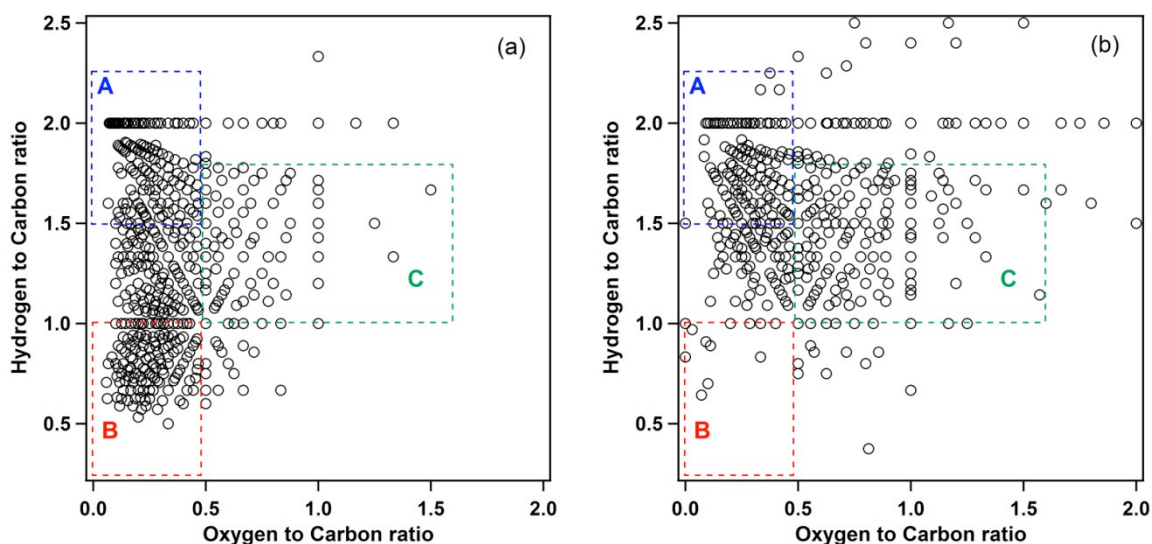 (a)
Hydrogen to Carbon ratio
2.5
2.0
1.5
1.0
0.5
A
B
C
0.0 0.5 1.0 1.5 2.0
Oxygen to Carbon ratio
(b)
Hydrogen to Carbon ratio
2.5
2.0
1.5
1.0
0.5
A
B
C
0.0 0.5 1.0 1.5 2.0
Oxygen to Carbon ratio